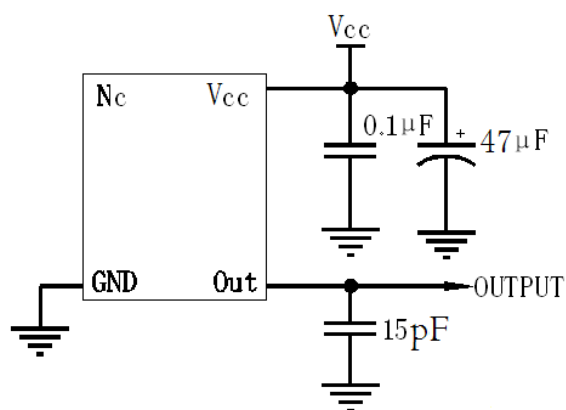 Vcc
Nc Vcc
0.1μF
+
47μF
GND Out
OUTPUT
15pF